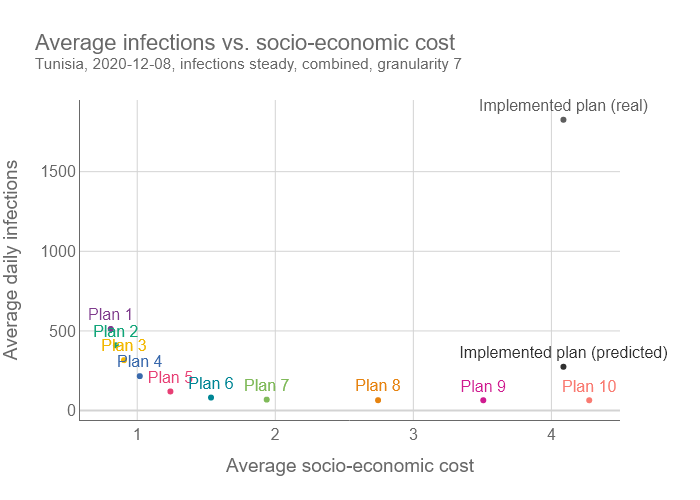 Average infections vs. socio-economic cost
Tunisia, 2020-12-08, infections steady, combined, granularity 7
Implemented plan (real)
1500
1000
Plan 1
500
Plan 2
Plan 3
Plan 4
Plan 5
Plan 6
Plan 7
Plan 8
Plan 9
Plan 10
Implemented plan (predicted)
0
1
2
3
4
Average daily infections
Average socio-economic cost